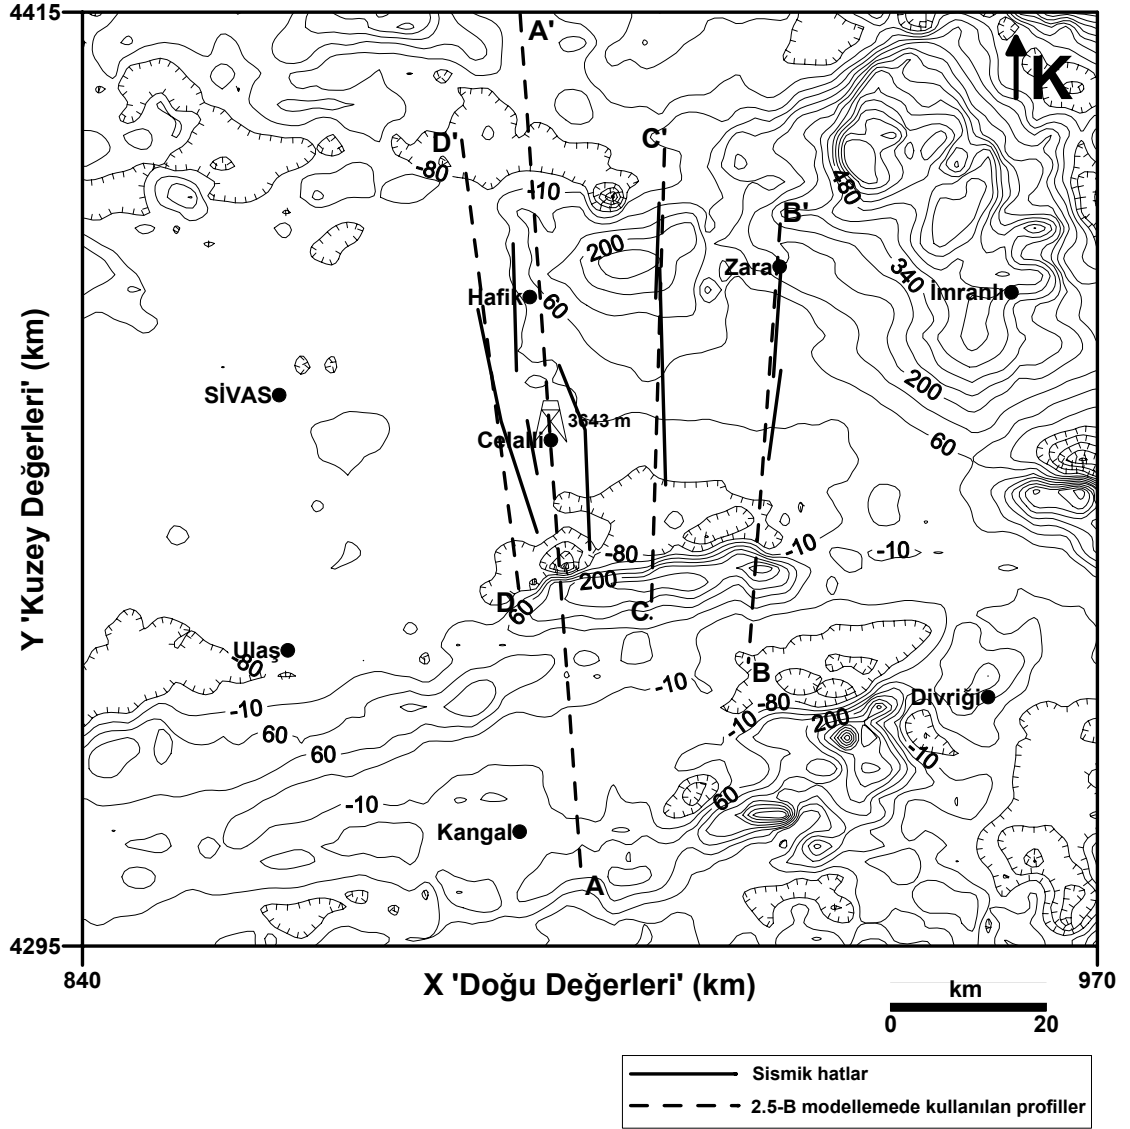 4415
A'
K
D'
C'
-80
-10
480
B'
200
Zara
340
İmranlı
Hafik
60
200
SİVAS
3643 m
Celalli
60
-80
-10
-10
200
D
60
C
Ulaş
-80
B
-10
-10
-80
Divriği
200
-10
60
-10
60
60
-10
Kangal
A
Y 'Kuzey Değerleri' (km)
4295
840
X 'Doğu Değerleri' (km)
970
km
0 20
Sismik hatlar
2.5-B modellemede kullanılan profiller